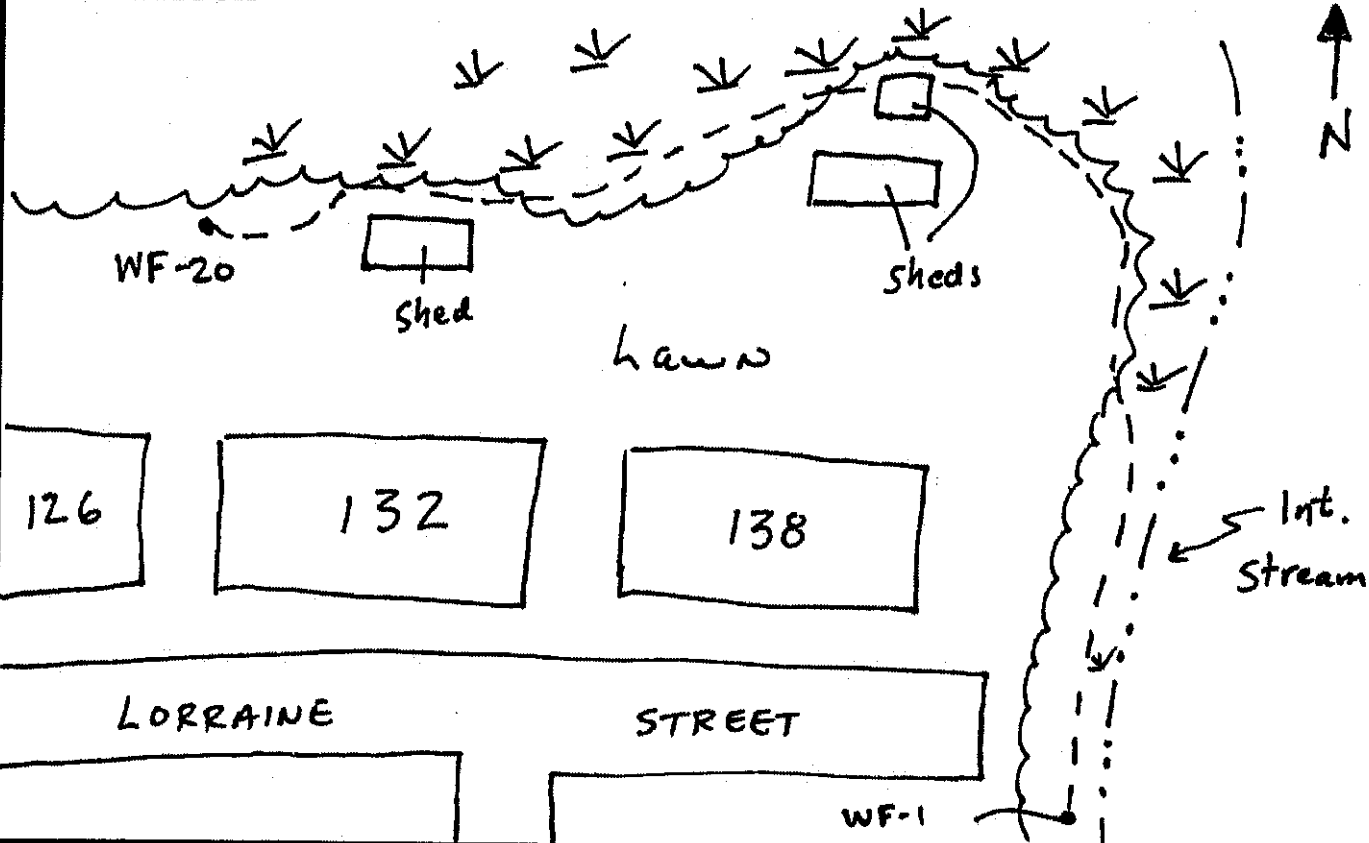 N
WF-20
Shed
Sheds
Lawn
126
132
138
Int.
Stream
LORRAINE STREET
WF-1